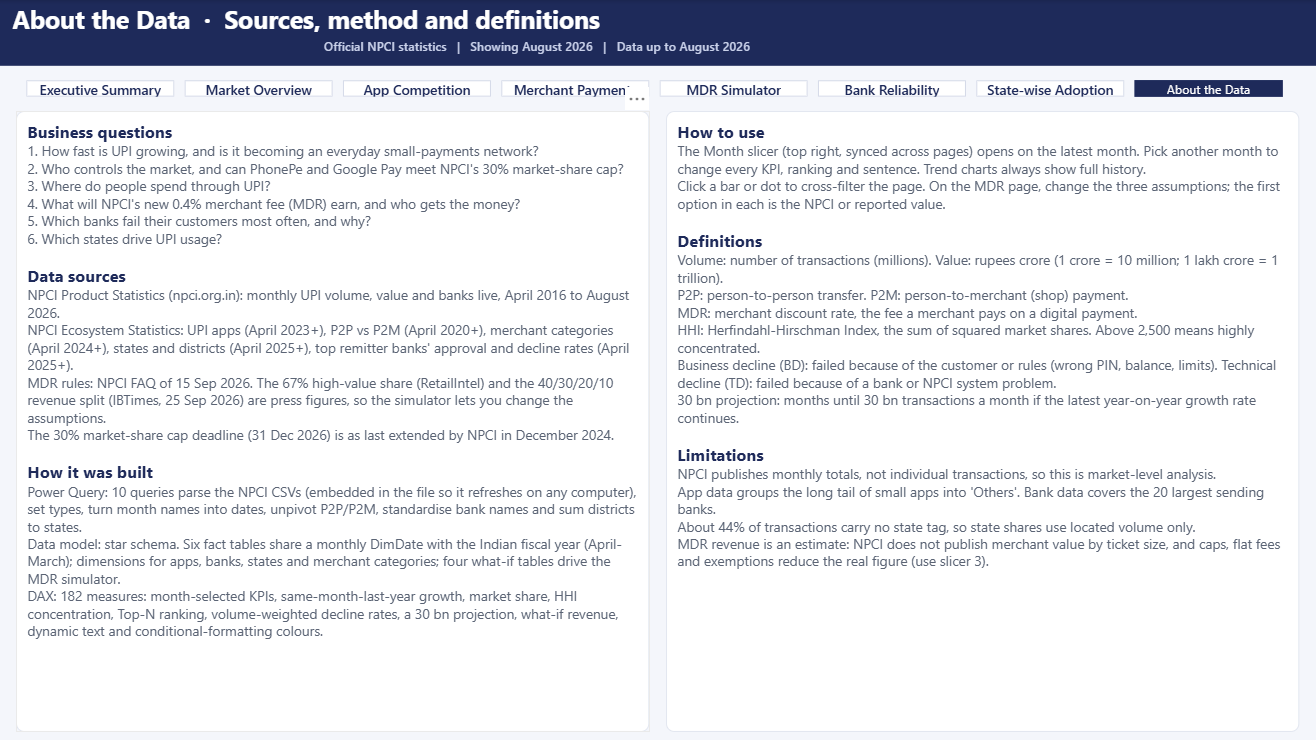 About the Data · Sources, method and definitions
Official NPCI statistics | Showing August 2026 | Data up to August 2026
Executive Summary
Market Overview
App Competition
Merchant
MDR Simulator
Bank Reliability
State-wise Adoption
About the Data
Business questions
1. How fast is UPI growing, and is it becoming an everyday small-payments network?
2. Who controls the market, and can PhonePe and Google Pay meet NPCI's 30% market-share cap?
3. Where do people spend through UPI?
4. What will NPCI's new 0.4% merchant fee (MDR) earn, and who gets the money?
5. Which banks fail their customers most often, and why?
6. Which states drive UPI usage?
Data sources
NPCI Product Statistics (npci.org.in): monthly UPI volume, value and banks live, April 2016 to August
2026.
NPCI Ecosystem Statistics: UPI apps (April 2023+), P2P vs P2M (April 2020+), merchant categories
(April 2024+), states and districts (April 2025+), top remitter banks' approval and decline rates (April
2025+).
MDR rules: NPCI FAQ of 15 Sep 2026. The 67% high-value share (RetailIntel) and the 40/30/20/10
revenue split (IBTimes, 25 Sep 2026) are press figures, so the simulator lets you change the
assumptions.
The 30% market-share cap deadline (31 Dec 2026) is as last extended by NPCI in December 2024.
How it was built
Power Query: 10 queries parse the NPCI CSVs (embedded in the file so it refreshes on any computer),
set types, turn month names into dates, unpivot P2P/P2M, standardise bank names and sum districts
to states.
Data model: star schema. Six fact tables share a monthly DimDate with the Indian fiscal year (April-
March); dimensions for apps, banks, states and merchant categories; four what-if tables drive the
MDR simulator.
DAX: 182 measures: month-selected KPIs, same-month-last-year growth, market share, HHI
concentration, Top-N ranking, volume-weighted decline rates, a 30 bn projection, what-if revenue,
dynamic text and conditional-formatting colours.
How to use
The Month slicer (top right, synced across pages) opens on the latest month. Pick another month to
change every KPI, ranking and sentence. Trend charts always show full history.
Click a bar or dot to cross-filter the page. On the MDR page, change the three assumptions; the first
option in each is the NPCI or reported value.
Definitions
Volume: number of transactions (millions). Value: rupees crore (1 crore = 10 million; 1 lakh crore = 1
trillion).
P2P: person-to-person transfer. P2M: person-to-merchant (shop) payment.
MDR: merchant discount rate, the fee a merchant pays on a digital payment.
HHI: Herfindahl-Hirschman Index, the sum of squared market shares. Above 2,500 means highly
concentrated.
Business decline (BD): failed because of the customer or rules (wrong PIN, balance, limits). Technical
decline (TD): failed because of a bank or NPCI system problem.
30 bn projection: months until 30 bn transactions a month if the latest year-on-year growth rate
continues.
Limitations
NPCI publishes monthly totals, not individual transactions, so this is market-level analysis.
App data groups the long tail of small apps into 'Others'. Bank data covers the 20 largest sending
banks.
About 44% of transactions carry no state tag, so state shares use located volume only.
MDR revenue is an estimate: NPCI does not publish merchant value by ticket size, and caps, flat fees
and exemptions reduce the real figure (use slicer 3).